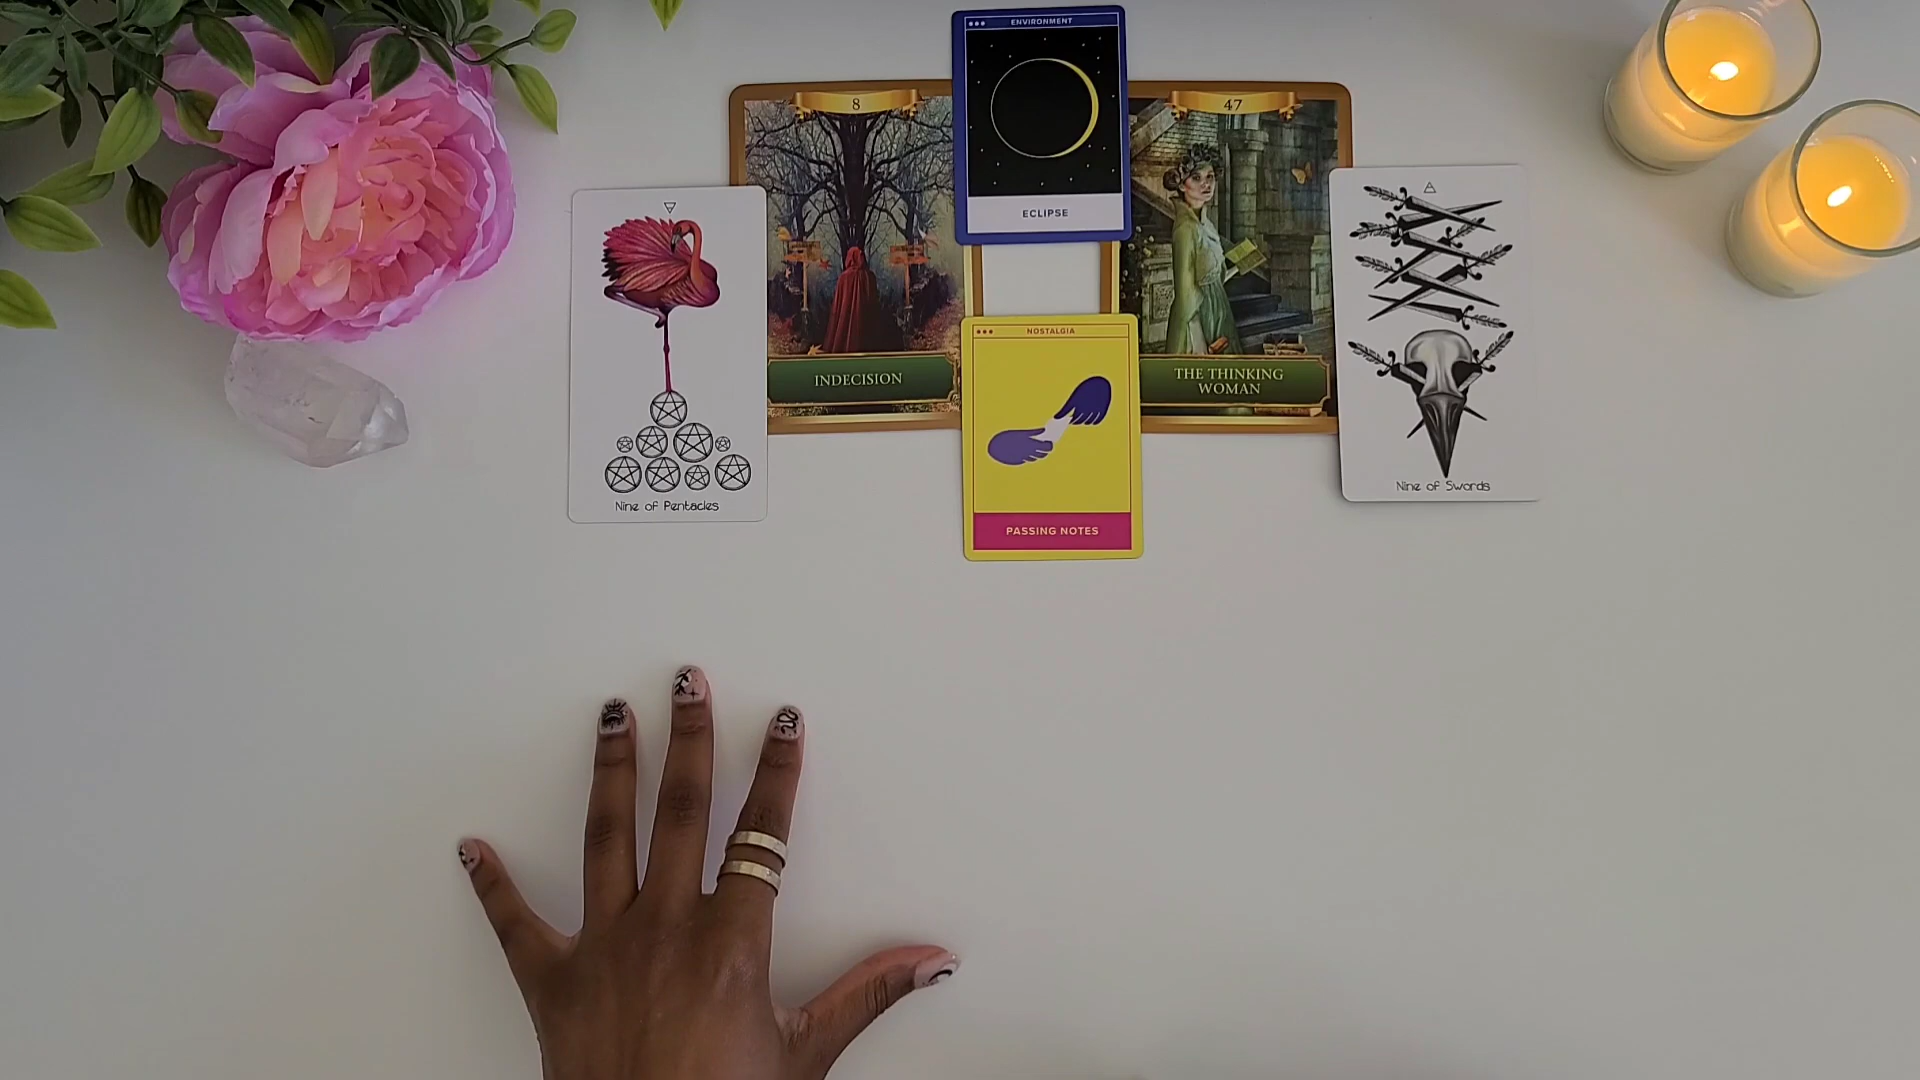 ENVIRONMENT
ECLIPSE
8
INDECISION
47
THE THINKING
WOMAN
NOSTALGIA
PASSING NOTES
Nine of Pentacles
Nine of Swords